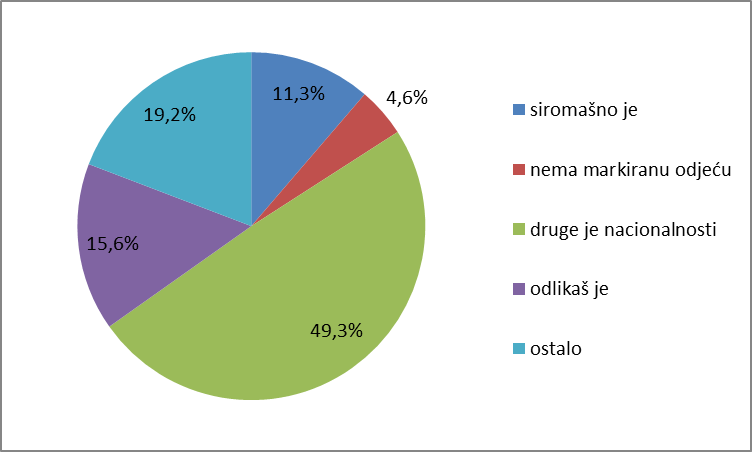 11,3%
4,6%
49,3%
15,6%
19,2%
siromašno je
nema markiranu odjeću
druge je nacionalnosti
odlikaš je
ostalo